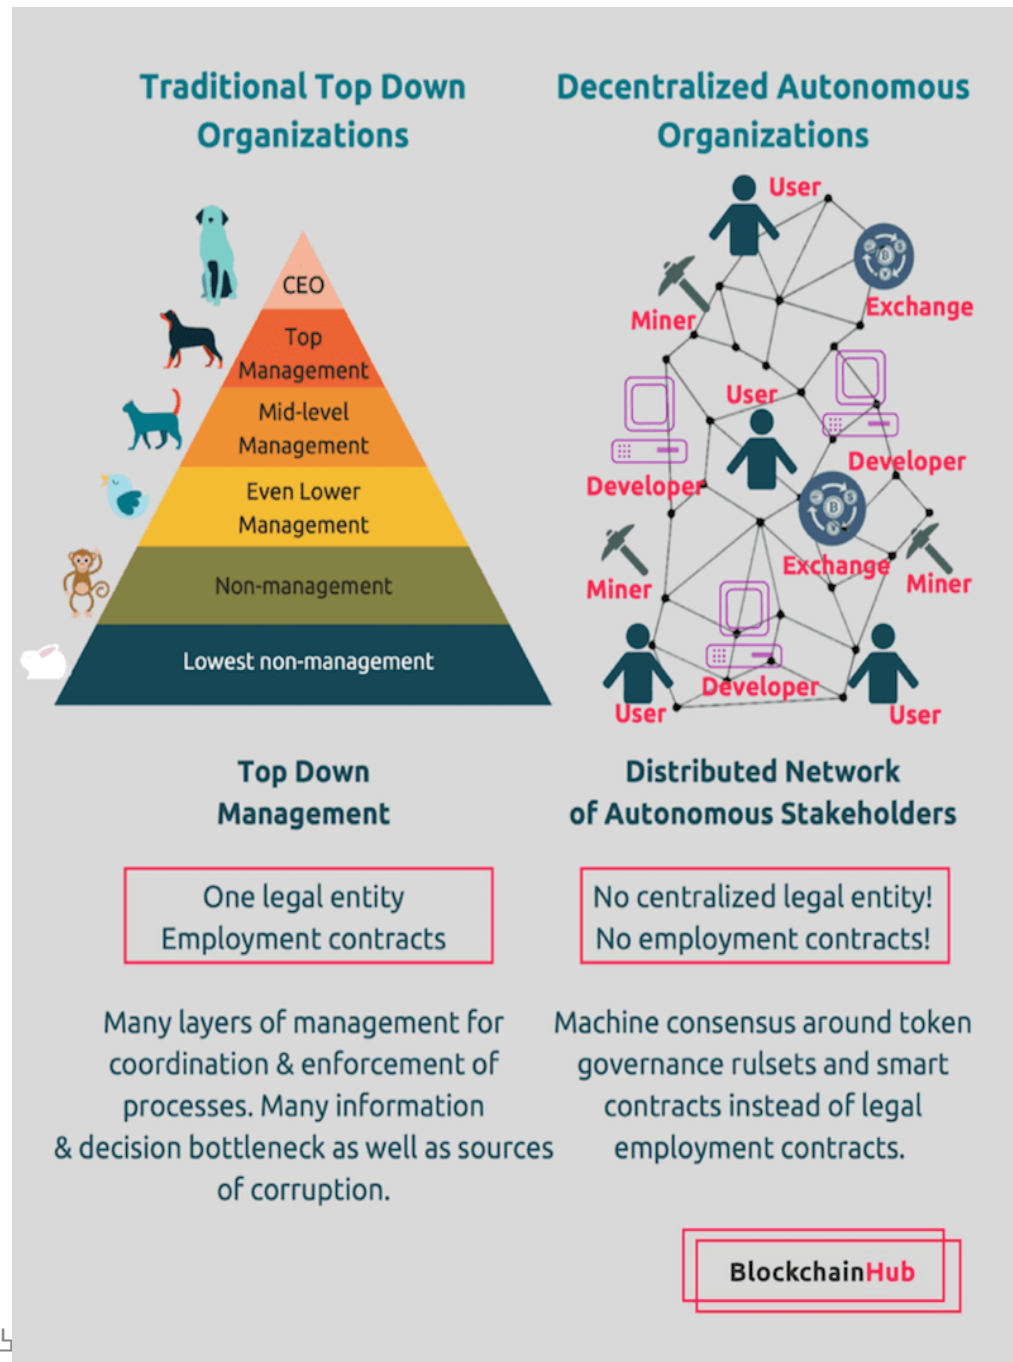 Traditional Top Down
Organizations
CEO
Top
Management
Mid-level
Management
Even Lower
Management
Non-management
Lowest non-management
Top Down
Management
One legal entity
Employment contracts
Many layers of management for
coordination & enforcement of
processes. Many information
& decision bottleneck as well as sources
of corruption.
Decentralized Autonomous
Organizations
User
Exchange
Miner
User
Developer
Developer
Exchange
Miner
Miner
Developer
User
User
Distributed Network
of Autonomous Stakeholders
No centralized legal entity!
No employment contracts!
Machine consensus around token
governance rulsets and smart
contracts instead of legal
employment contracts.
BlockchainHub